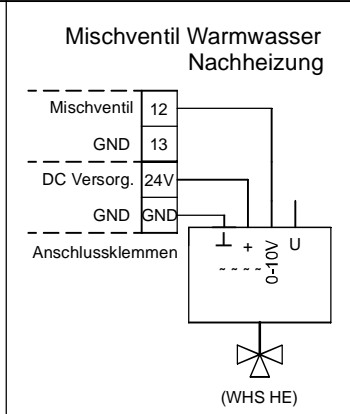 Mischventil Warmwasser
Nachheizung
Mischventil 12
GND 13
DC Versorg. 24V
GND GND
Anschlussklemmen
⊥ + 0-10V U
~ ~ ~ ~
(WHS HE)